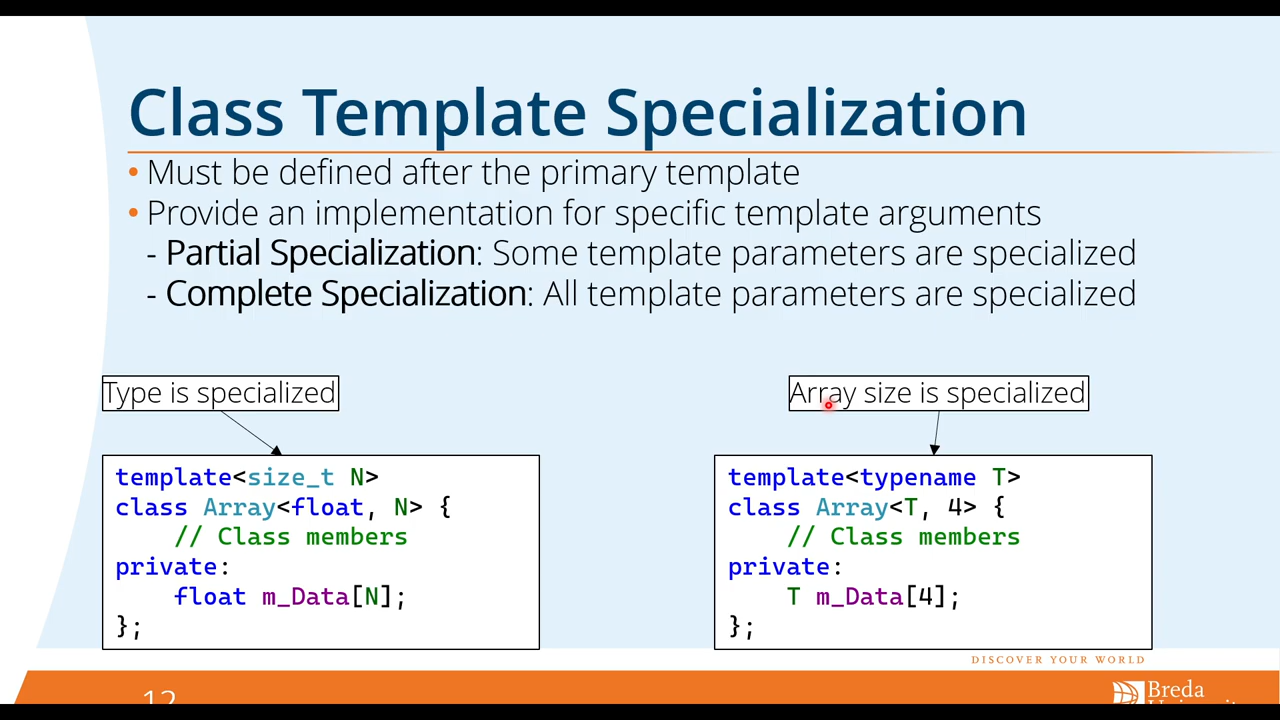 Class Template Specialization
• Must be defined after the primary template
• Provide an implementation for specific template arguments
- Partial Specialization: Some template parameters are specialized
- Complete Specialization: All template parameters are specialized
Type is specialized
template<size_t N>
class Array<float, N> {
    // Class members
private:
    float m_Data[N];
};
Array size is specialized
template<typename T>
class Array<T, 4> {
    // Class members
private:
    T m_Data[4];
};
DISCOVER YOUR WORLD
12
Breda